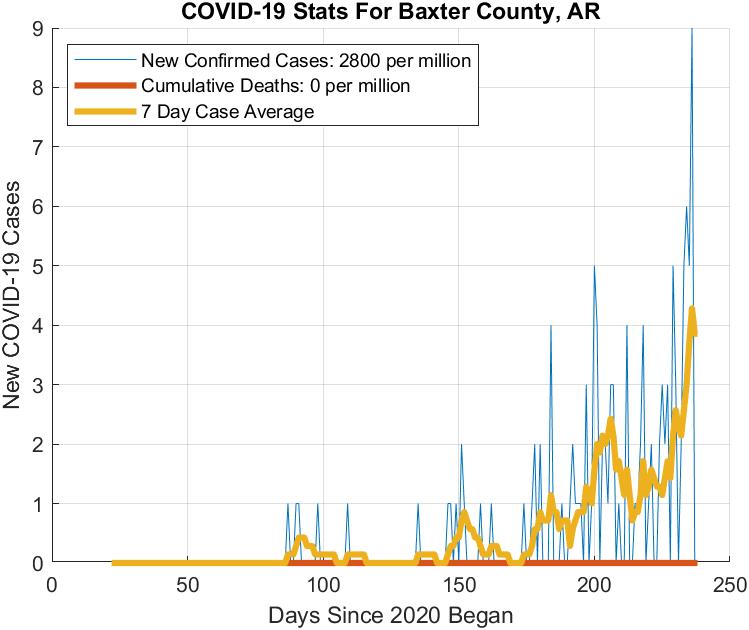 COVID-19 Stats For Baxter County, AR
New Confirmed Cases: 2800 per million
Cumulative Deaths: 0 per million
7 Day Case Average
New COVID-19 Cases
9
8
7
6
5
4
3
2
1
0
0 50 100 150 200 250
Days Since 2020 Began